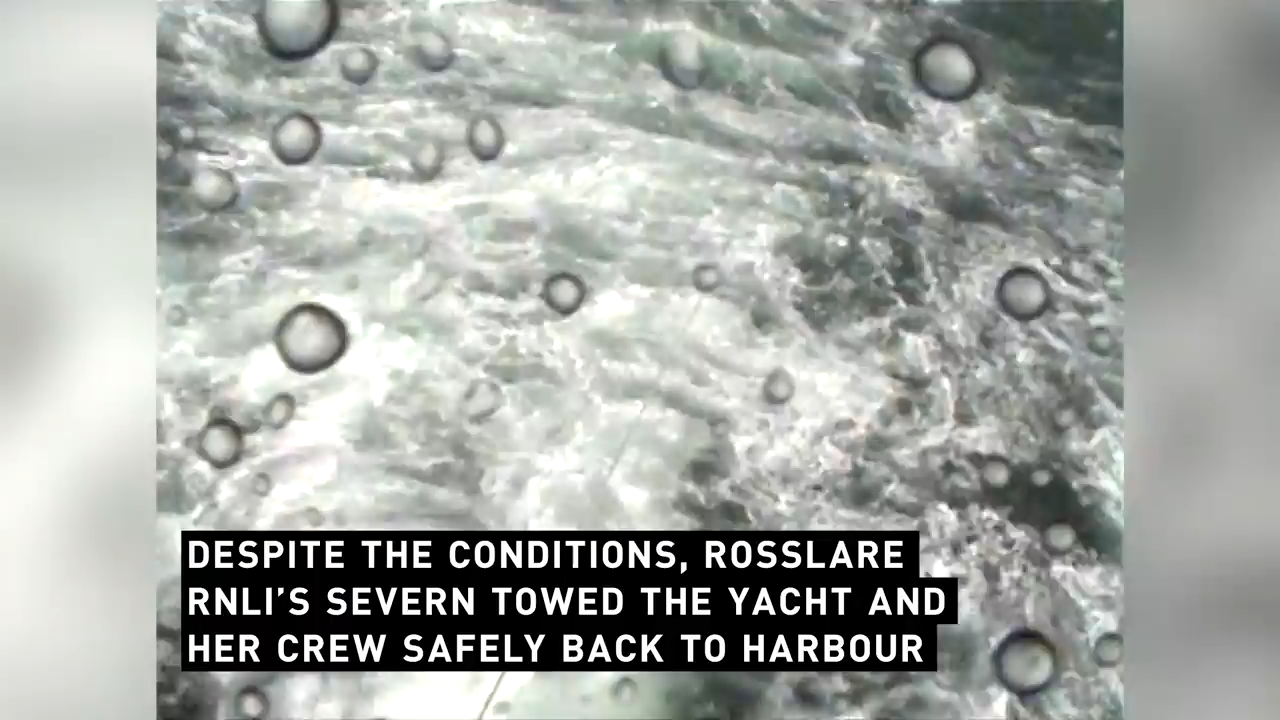 DESPITE THE CONDITIONS, ROSSLARE
RNLI'S SEVERN TOWED THE YACHT AND
HER CREW SAFELY BACK TO HARBOUR